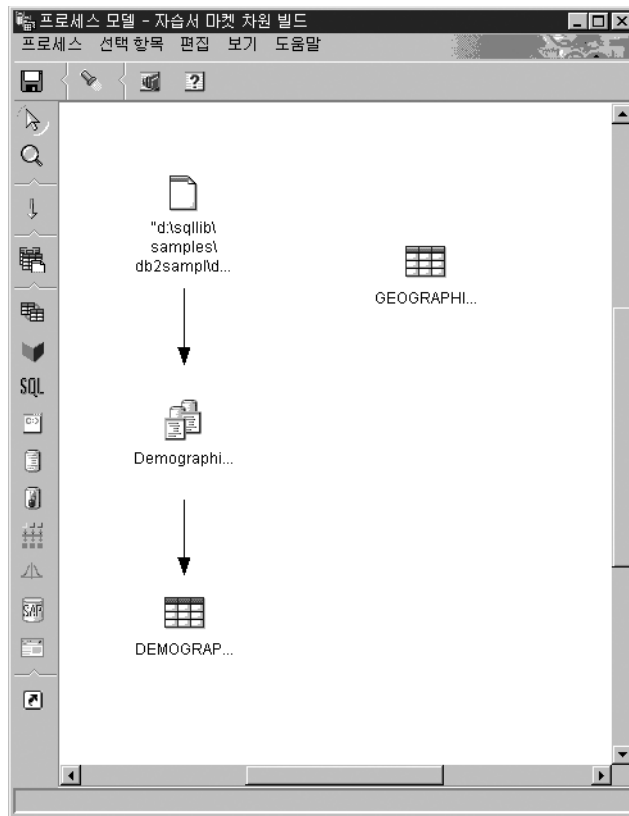 프로세스 모델 - 자습서 마켓 차원 빌드
프로세스 선택 항목 편집 보기 도움말
"d:\sqllib\
samples\
db2sampl\d...
GEOGRAPHI...
Demographi...
DEMOGRAP...
SQL
SAP